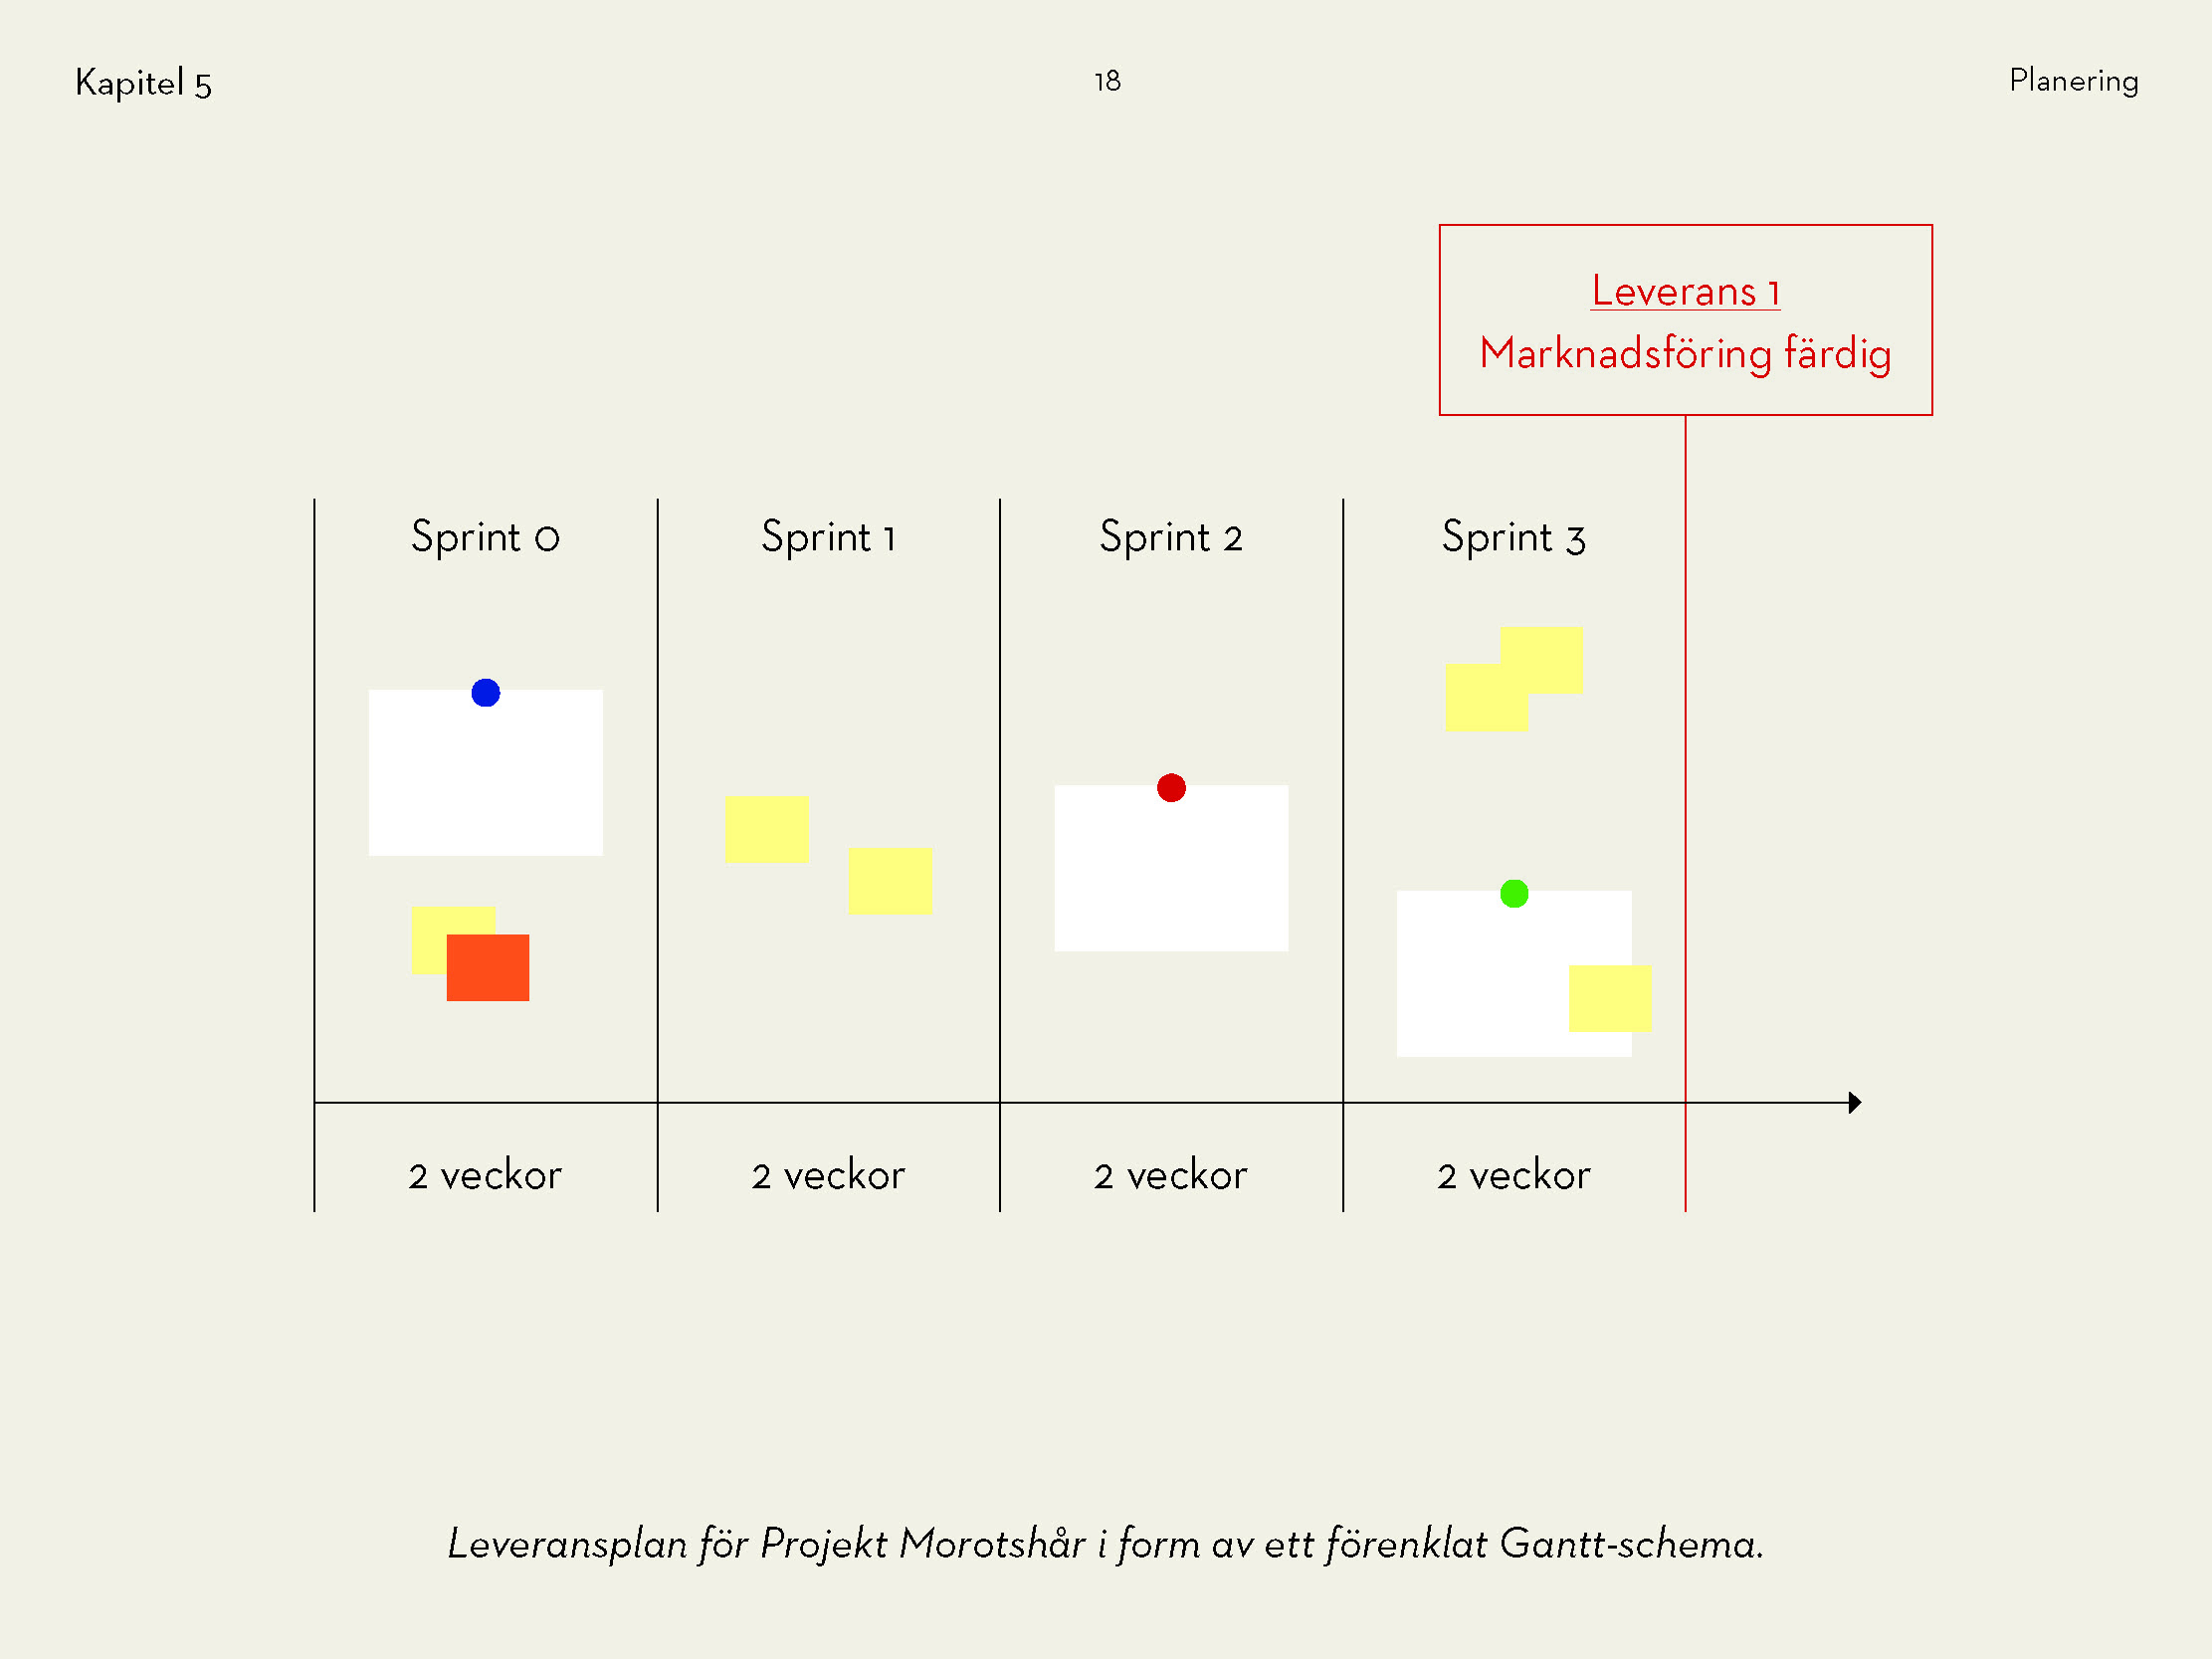 Kapitel 5
18
Planering
Leverans 1
Marknadsföring färdig
Sprint 0
Sprint 1
Sprint 2
Sprint 3
2 veckor
2 veckor
2 veckor
2 veckor
Leveransplan för Projekt Morotshår i form av ett förenklat Gantt-schema.